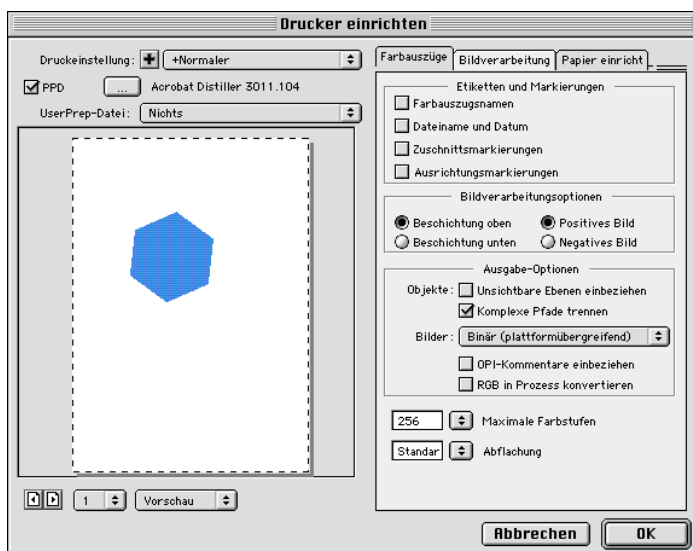 Drucker einrichten
Druckeinstellung: +Normaler
PPD ... Acrobat Distiller 3011.104
UserPrep-Datei: Nichts
1 Vorschau
Farbauszüge Bildverarbeitung Papier einricht
Etiketten und Markierungen
Farbauszugsnamen
Dateiname und Datum
Zuschnittsmarkierungen
Ausrichtungsmarkierungen
Bildverarbeitungsoptionen
Beschichtung oben Positives Bild
Beschichtung unten Negatives Bild
Ausgabe-Optionen
Objekte: Unsichtbare Ebenen einbeziehen
Komplexe Pfade trennen
Bilder: Binär (plattformübergreifend)
OPI-Kommentare einbeziehen
RGB in Prozess konvertieren
256 Maximale Farbstufen
Standar Abflachung
Abbrechen OK